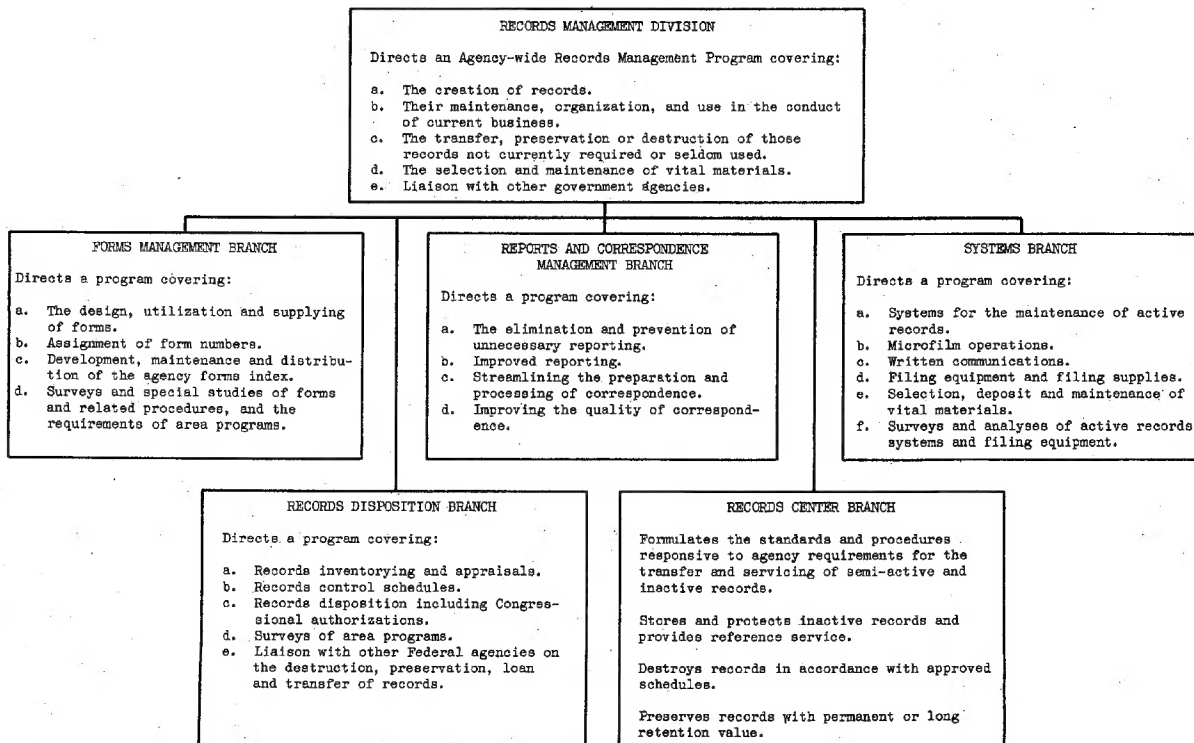 RECORDS MANAGEMENT DIVISION
Directs an Agency-wide Records Management Program covering:
a. The creation of records.
b. Their maintenance, organization, and use in the conduct
of current business.
c. The transfer, preservation or destruction of those
records not currently required or seldom used.
d. The selection and maintenance of vital materials.
e. Liaison with other government agencies.
FORMS MANAGEMENT BRANCH
Directs a program covering:
a. The design, utilization and supplying
of forms.
b. Assignment of form numbers.
c. Development, maintenance and distribu-
tion of the agency forms index.
d. Surveys and special studies of forms
and related procedures, and the
requirements of area programs.
REPORTS AND CORRESPONDENCE
MANAGEMENT BRANCH
Directs a program covering:
a. The elimination and prevention of
unnecessary reporting.
b. Improved reporting.
c. Streamlining the preparation and
processing of correspondence.
d. Improving the quality of correspond-
ence.
SYSTEMS BRANCH
Directs a program covering:
a. Systems for the maintenance of active
records.
b. Microfilm operations.
c. Written communications.
d. Filing equipment and filing supplies.
e. Selection, deposit and maintenance of
vital materials.
f. Surveys and analyses of active records
systems and filing equipment.
RECORDS DISPOSITION BRANCH
Directs a program covering:
a. Records inventorying and appraisals.
b. Records control schedules.
c. Records disposition including Congres-
sional authorizations.
d. Surveys of area programs.
e. Liaison with other Federal agencies on
the destruction, preservation, loan
and transfer of records.
RECORDS CENTER BRANCH
Formulates the standards and procedures
responsive to agency requirements for the
transfer and servicing of semi-active and
inactive records.
Stores and protects inactive records and
provides reference service.
Destroys records in accordance with approved
schedules.
Preserves records with permanent or long
retention value.